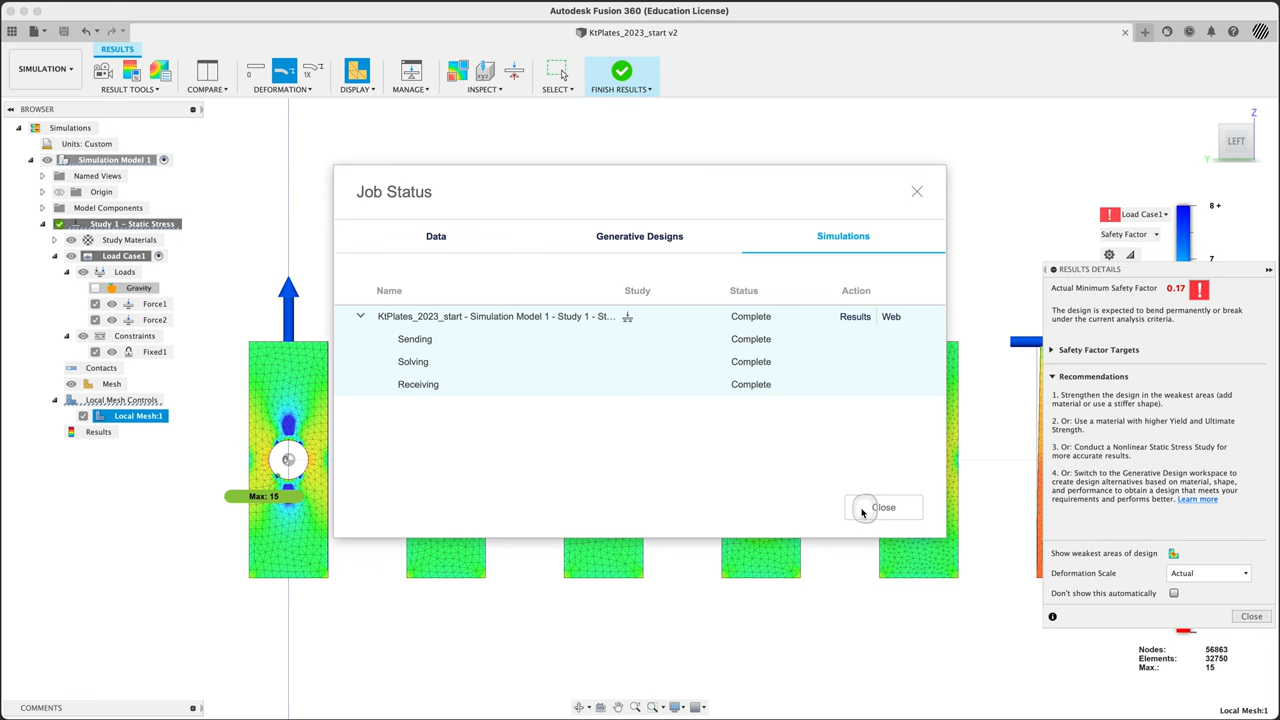 Autodesk Fusion 360 (Education License)
KtPlates_2023_start v2
RESULTS
SIMULATION
1X
RESULT TOOLS
COMPARE
DEFORMATION
DISPLAY
MANAGE
INSPECT
SELECT
FINISH RESULTS
BROWSER
Simulations
Units: Custom
Simulation Model 1
Named Views
Origin
Model Components
Study 1 - Static Stress
Study Materials
Load Case1
Loads
Gravity
Force1
Force2
Constraints
Fixed1
Contacts
Mesh
Local Mesh Controls
Local Mesh:1
Results
Max: 15
Job Status
Data
Generative Designs
Simulations
Name
Study
Status
Action
KtPlates_2023_start - Simulation Model 1 - Study 1 - St...
Complete
Results
Web
Sending
Complete
Solving
Complete
Receiving
Complete
Close
Z
LEFT
Y
Load Case1
8 +
Safety Factor
7
RESULTS DETAILS
Actual Minimum Safety Factor 0.17
The design is expected to bend permanently or break
under the current analysis criteria.
Safety Factor Targets
Recommendations
1. Strengthen the design in the weakest areas (add
material or use a stiffer shape).
2. Or: Use a material with higher Yield and Ultimate
Strength.
3. Or: Conduct a Nonlinear Static Stress Study for
more accurate results.
4. Or: Switch to the Generative Design workspace to
create design alternatives based on material, shape,
and performance to obtain a design that meets your
requirements and performs better. Learn more
Show weakest areas of design
Deformation Scale
Actual
Don't show this automatically
Close
Nodes: 56863
Elements: 32750
Max.: 15
COMMENTS
Local Mesh:1